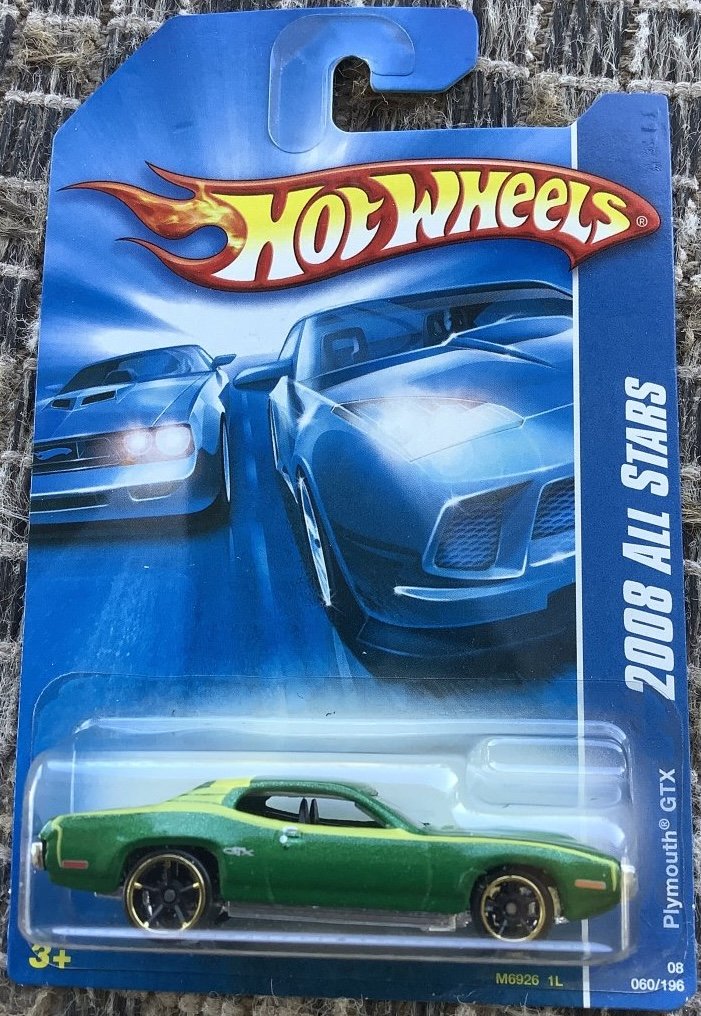 HOT WHEELS®
2008 ALL STARS
Plymouth® GTX
GTX
3+
M6926 1L
08
060/196